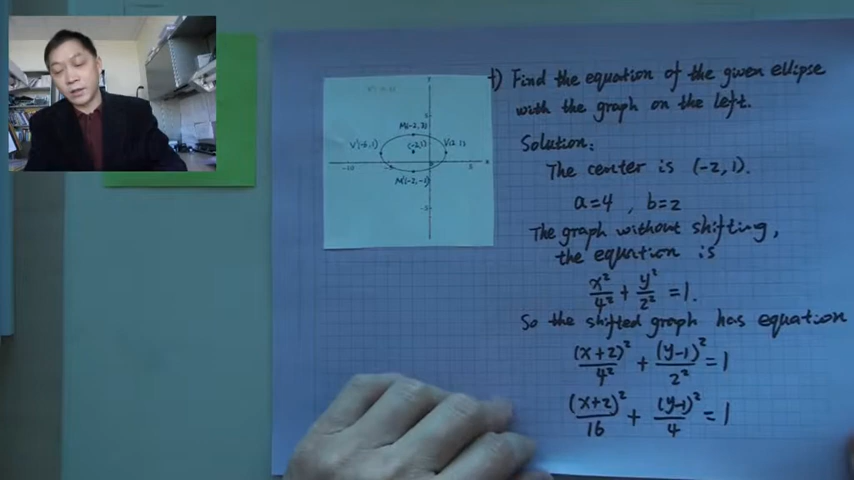 f) Find the equation of the given ellipse
with the graph on the left.
Solution:
The center is (-2, 1).
a=4 , b=2
The graph without shifting,
the equation is
x²/4² + y²/2² = 1.
So the shifted graph has equation
(x+2)²/4² + (y-1)²/2² = 1
(x+2)²/16 + (y-1)²/4 = 1
M(-2, 3)
V'(-6, 1)
(-2, 1)
V(2, 1)
-10
5
M'(-2, -1)
-5